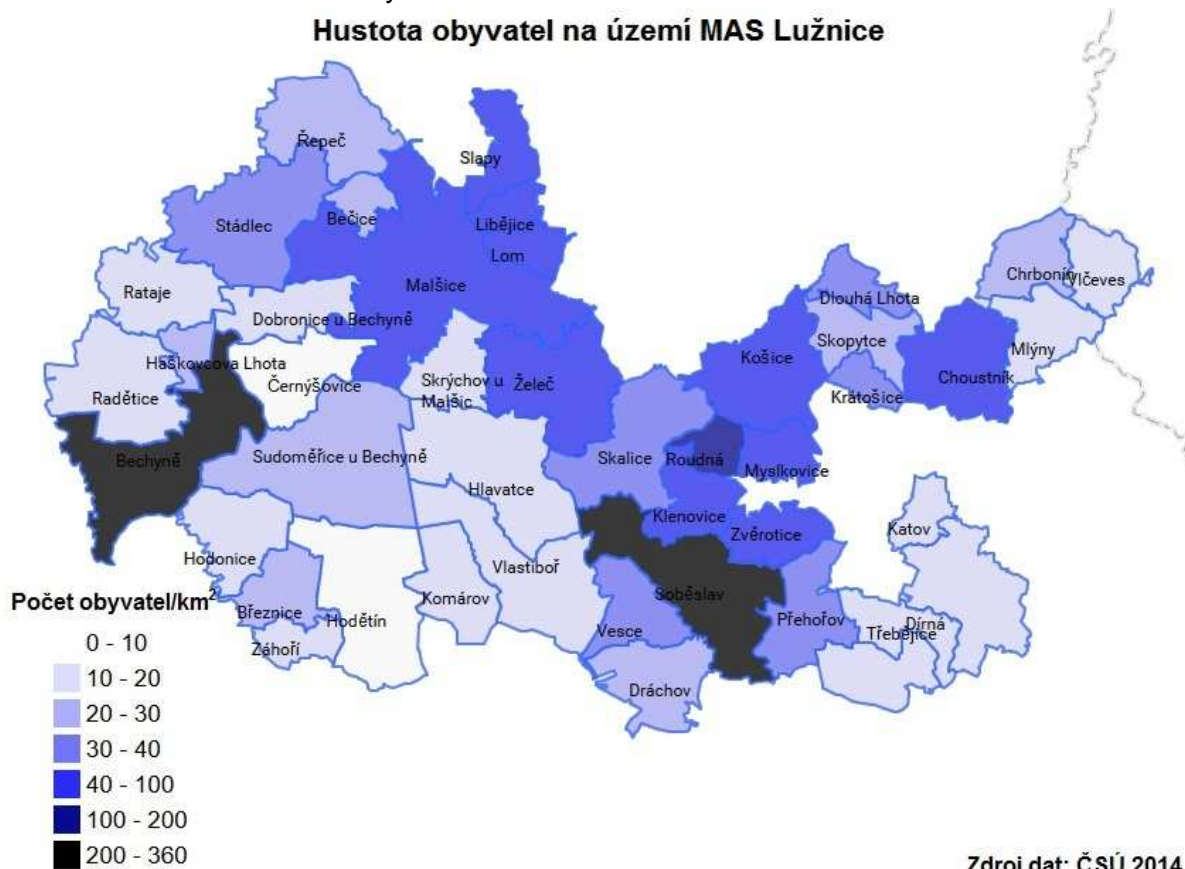 Hustota obyvatel na území MAS Lužnice
Řepeč
Slapy
Bečice
Stádlec
Libějice
Lom
Chrbonín
Vlčeves
Malšice
Rataje
Dlouhá Lhota
Dobronice u Bechyně
Skopytce
Mlýny
Košice
Haškovcova Lhota
Choustník
Černýšovice
Skrýchov u
Malšic
Želeč
Radětice
Krátošice
Bechyně
Sudoměřice u Bechyně
Skalice
Roudná
Myslkovice
Hlavatce
Klenovice
Katov
Zvěrotice
Hodonice
Vlastiboř
Soběslav
Komárov
Březnice
Hodětín
Přehořov
Vesce
Třebějice
Dírná
Záhoří
Dráchov
Počet obyvatel/km²
0 - 10
10 - 20
20 - 30
30 - 40
40 - 100
100 - 200
200 - 360
Zdroj dat: ČSÚ 2014